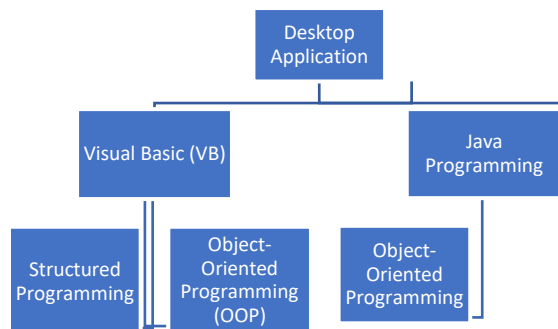 Desktop
Application
Visual Basic (VB)
Java
Programming
Structured
Programming
Object-
Oriented
Programming
(OOP)
Object-
Oriented
Programming